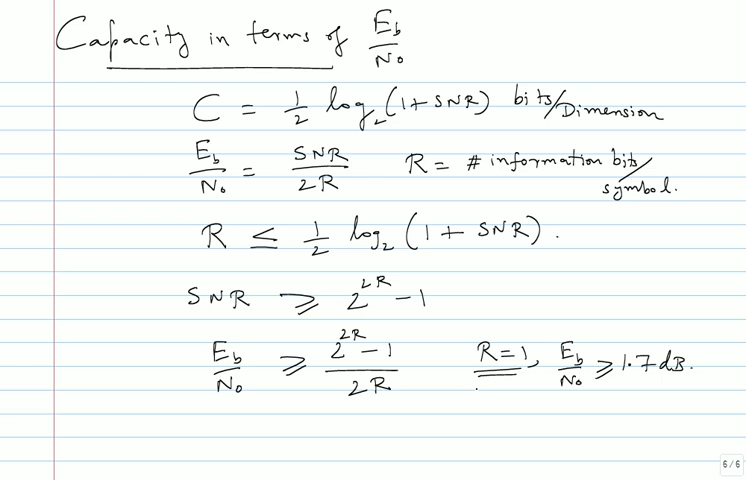 Capacity in terms of Eb/N0
C = 1/2 log2 (1 + SNR) bits/Dimension
Eb/N0 = SNR/2R R = # information bits/symbol.
R ≤ 1/2 log2 (1 + SNR).
SNR ≥ 2^2R - 1
Eb/N0 ≥ (2^2R - 1)/2R R = 1, Eb/N0 ≥ 1.7 dB.
6/6